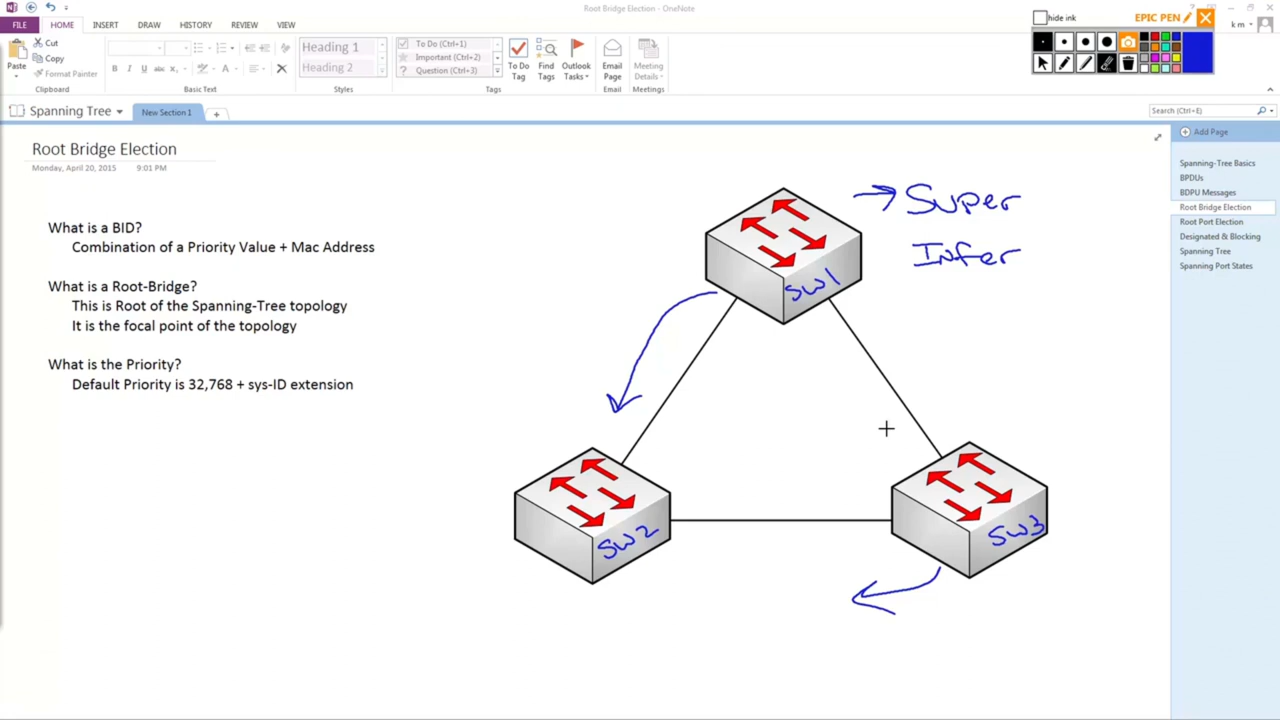 Root Bridge Election - OneNote
hide ink
EPIC PEN
FILE HOME INSERT DRAW HISTORY REVIEW VIEW
k m
Paste
Cut
Copy
Format Painter
Clipboard
B I U abc x₂ A
Basic Text
Heading 1
Heading 2
Styles
To Do (Ctrl+1)
Important (Ctrl+2)
? Question (Ctrl+3)
To Do Tag
Find Tags
Outlook Tasks
Tags
Email Page
Email
Meeting Details
Meetings
Spanning Tree
New Section 1
Search (Ctrl+E)
Root Bridge Election
Monday, April 20, 2015 9:01 PM
What is a BID?
Combination of a Priority Value + Mac Address
What is a Root-Bridge?
This is Root of the Spanning-Tree topology
It is the focal point of the topology
What is the Priority?
Default Priority is 32,768 + sys-ID extension
Super
Infer
SW1
SW2
SW3
Add Page
Spanning-Tree Basics
BPDUs
BDPU Messages
Root Bridge Election
Root Port Election
Designated & Blocking
Spanning Tree
Spanning Port States